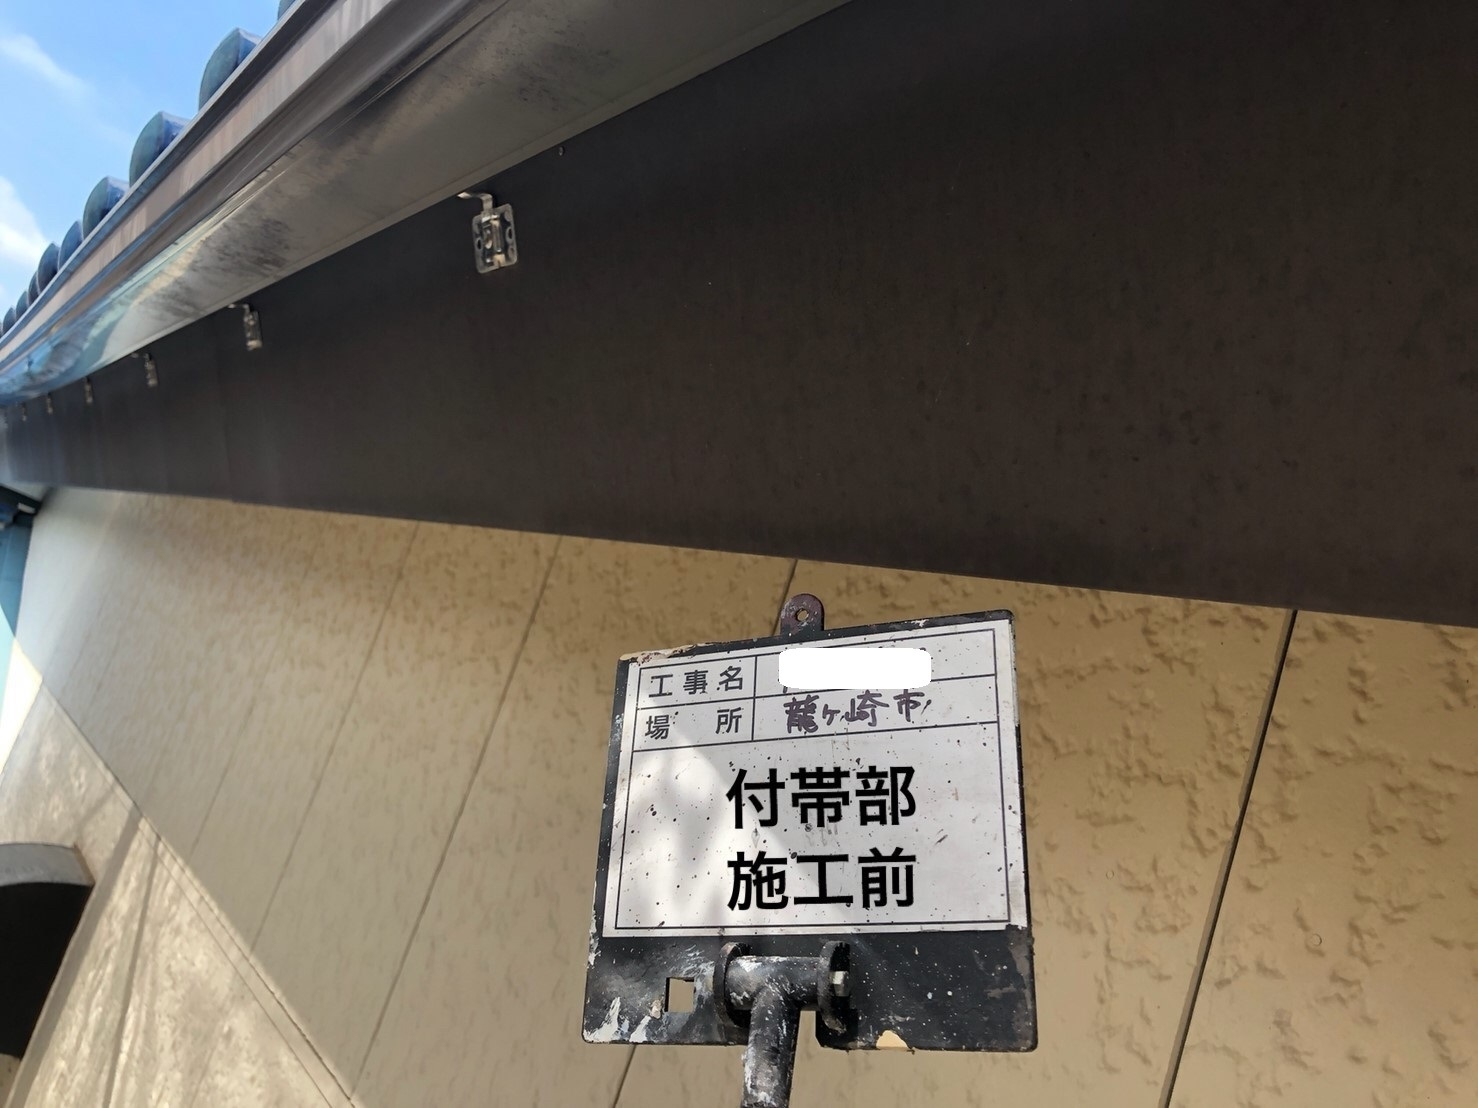 工事名
場所 龍ヶ崎市
付帯部
施工前